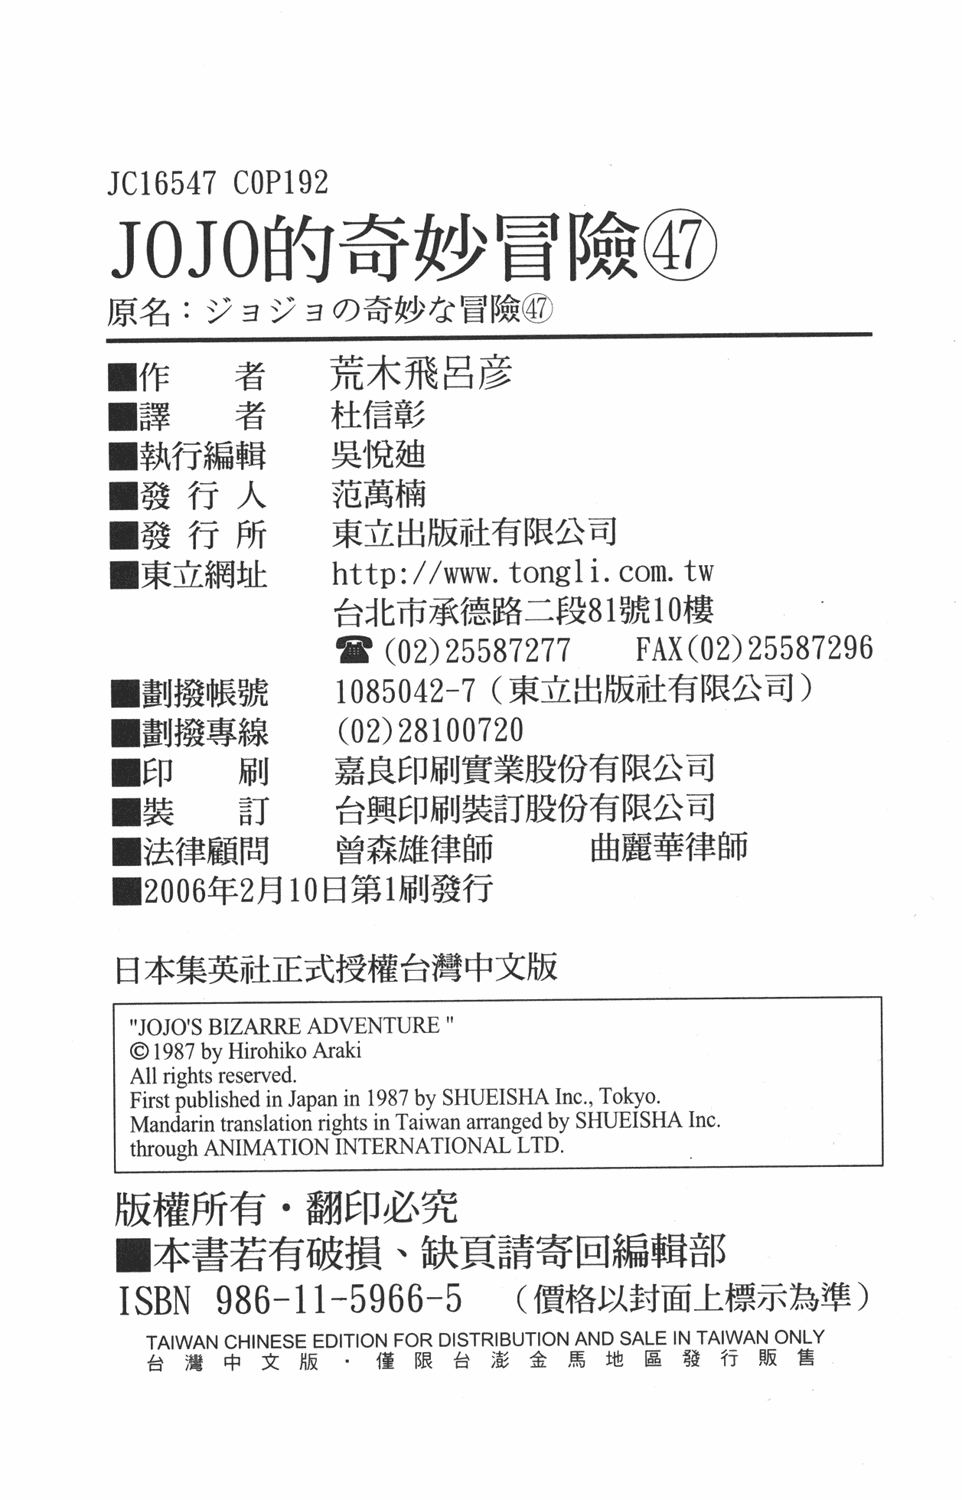 JC16547 COP192
JOJO的奇妙冒險㊼
原名：ジョジョの奇妙な冒險㊼
■作者 荒木飛呂彦
■譯者 杜信彰
■執行編輯 吳悅廸
■發行人 范萬楠
■發行所 東立出版社有限公司
■東立網址 http://www.tongli.com.tw
台北市承德路二段81號10樓
☎(02)25587277 FAX(02)25587296
■劃撥帳號 1085042-7（東立出版社有限公司）
■劃撥專線 (02)28100720
■印刷 嘉良印刷實業股份有限公司
■裝訂 台興印刷裝訂股份有限公司
■法律顧問 曾森雄律師 曲麗華律師
■2006年2月10日第1刷發行
日本集英社正式授權台灣中文版
"JOJO'S BIZARRE ADVENTURE "
©1987 by Hirohiko Araki
All rights reserved.
First published in Japan in 1987 by SHUEISHA Inc., Tokyo.
Mandarin translation rights in Taiwan arranged by SHUEISHA Inc.
through ANIMATION INTERNATIONAL LTD.
版權所有・翻印必究
■本書若有破損、缺頁請寄回編輯部
ISBN 986-11-5966-5 （價格以封面上標示為準）
TAIWAN CHINESE EDITION FOR DISTRIBUTION AND SALE IN TAIWAN ONLY
台灣中文版・僅限台澎金馬地區發行販售